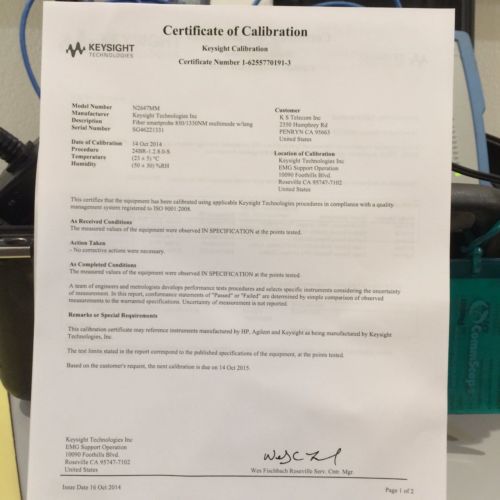 Certificate of Calibration
KEYSIGHT
TECHNOLOGIES
Keysight Calibration
Certificate Number 1-6255770191-3
Model Number N2647MM
Manufacturer Keysight Technologies Inc
Description Fiber smartprobe 850/1330NM multimode w/lang
Serial Number SG46221331
Date of Calibration 14 Oct 2014
Procedure 24BR-1.2.8.0-S
Temperature (23 ± 5) °C
Humidity (50 ± 30) %RH
Customer
K S Telecom Inc
2350 Humphrey Rd
PENRYN CA 95663
United States
Location of Calibration
Keysight Technologies Inc
EMG Support Operation
10090 Foothills Blvd.
Roseville CA 95747-7102
United States
This certifies that the equipment has been calibrated using applicable Keysight Technologies procedures in compliance with a quality
management system registered to ISO 9001:2008.
As Received Conditions
The measured values of the equipment were observed IN SPECIFICATION at the points tested.
Action Taken
- No corrective actions were necessary.
As Completed Conditions
The measured values of the equipment were observed IN SPECIFICATION at the points tested.
A team of engineers and metrologists develops performance tests procedures and selects specific instruments considering the uncertainty
of measurement. In this report, conformance statements of "Passed" or "Failed" are determined by simple comparison of observed
measurements to the warranted specifications. Uncertainty of measurement is not reported.
Remarks or Special Requirements
This calibration certificate may reference instruments manufactured by HP, Agilent and Keysight as being manufactured by Keysight
Technologies, Inc.
The test limits stated in the report correspond to the published specifications of the equipment, at the points tested.
Based on the customer's request, the next calibration is due on 14 Oct 2015.
Keysight Technologies Inc
EMG Support Operation
10090 Foothills Blvd.
Roseville CA 95747-7102
United States
Wes Fischbach Roseville Serv. Cntr. Mgr.
Issue Date 16 Oct 2014
Page 1 of 2
CommScope